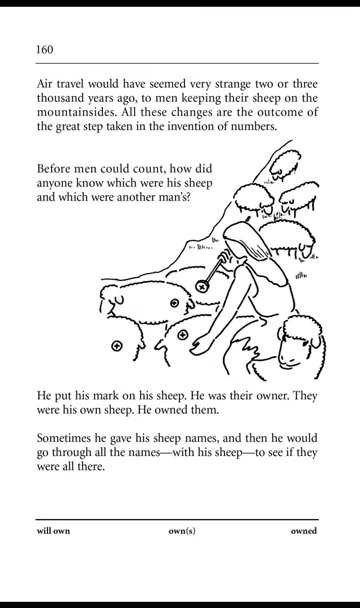 160
Air travel would have seemed very strange two or three
thousand years ago, to men keeping their sheep on the
mountainsides. All these changes are the outcome of
the great step taken in the invention of numbers.
Before men could count, how did
anyone know which were his sheep
and which were another man's?
He put his mark on his sheep. He was their owner. They
were his own sheep. He owned them.
Sometimes he gave his sheep names, and then he would
go through all the names—with his sheep—to see if they
were all there.
will own own(s) owned